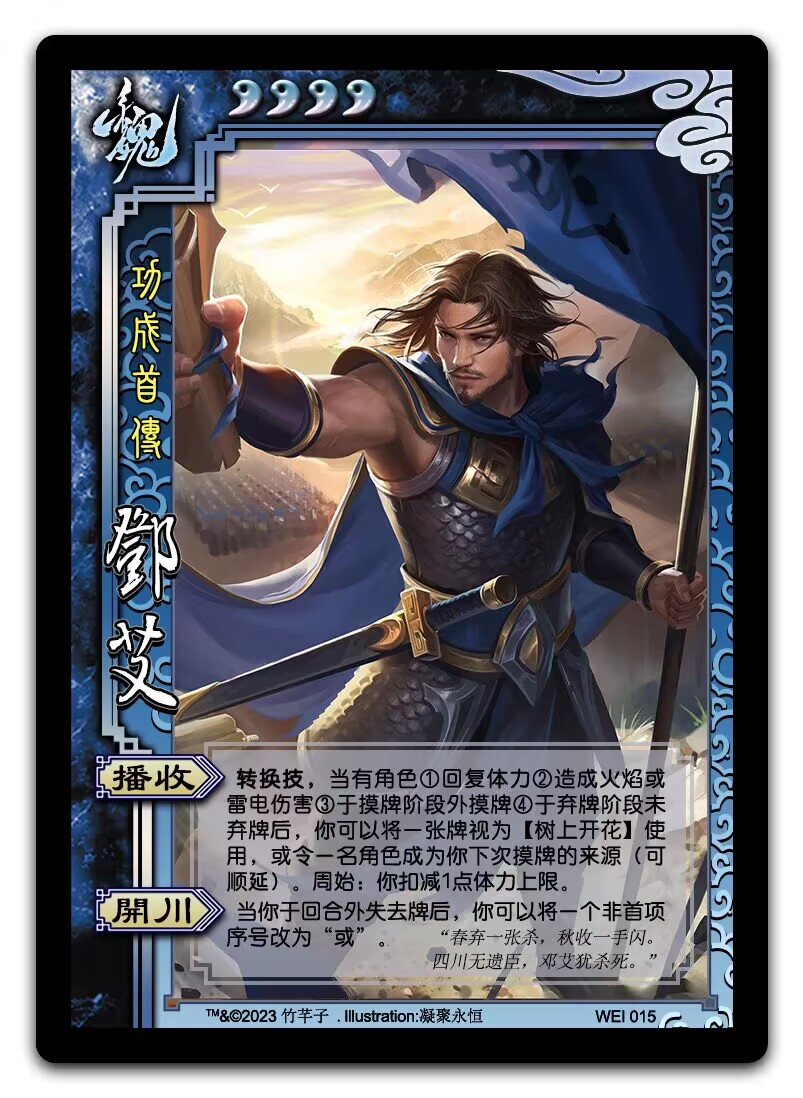 魏
功成首傳
鄧艾
播收
转换技，当有角色①回复体力②造成火焰或
雷电伤害③于摸牌阶段外摸牌④于弃牌阶段未
弃牌后，你可以将一张牌视为【树上开花】使
用，或令一名角色成为你下次摸牌的来源（可
顺延）。周始：你扣减1点体力上限。
開川
当你于回合外失去牌后，你可以将一个非首项
序号改为“或”。
“春弃一张杀，秋收一手闪。
四川无遗臣，邓艾犹杀死。”
™&©2023 竹芊子 . Illustration:凝聚永恒
WEI 015